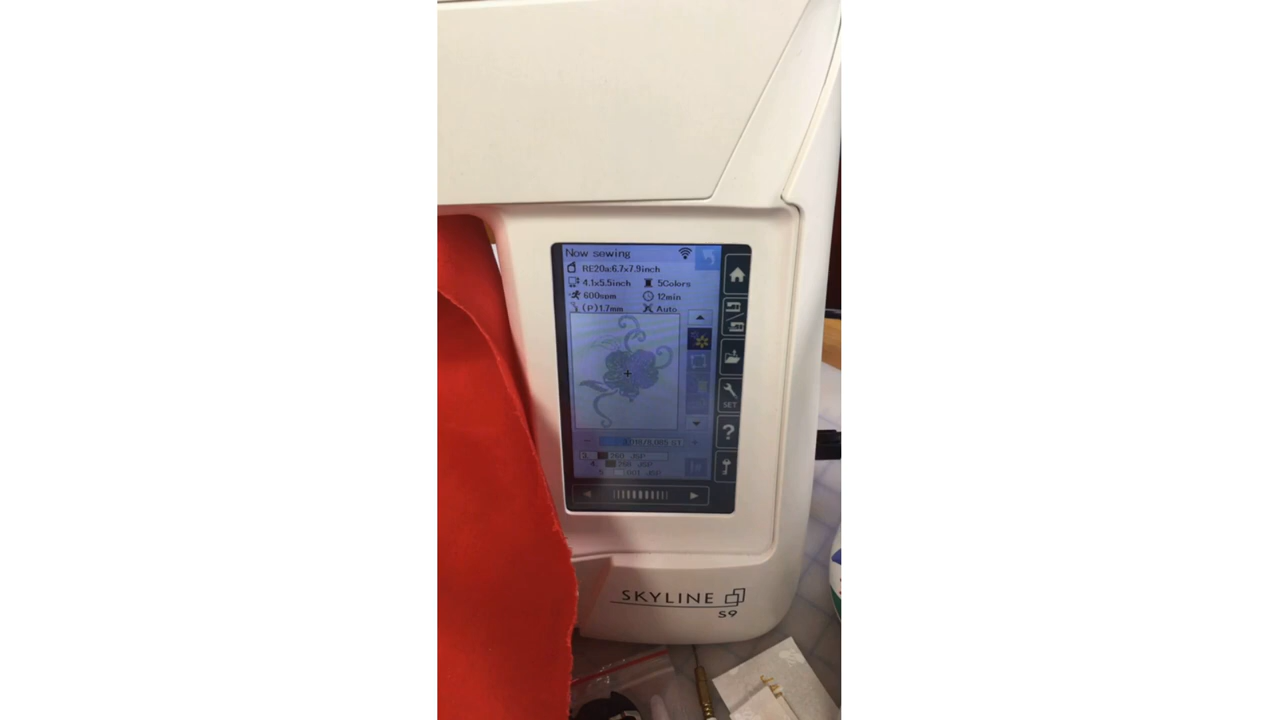 Now sewing
RE20a:6.7x7.9inch
4.1x5.5inch 5Colors
600spm 12min
(P)1.7mm Auto
SET
?
SKYLINE
S9